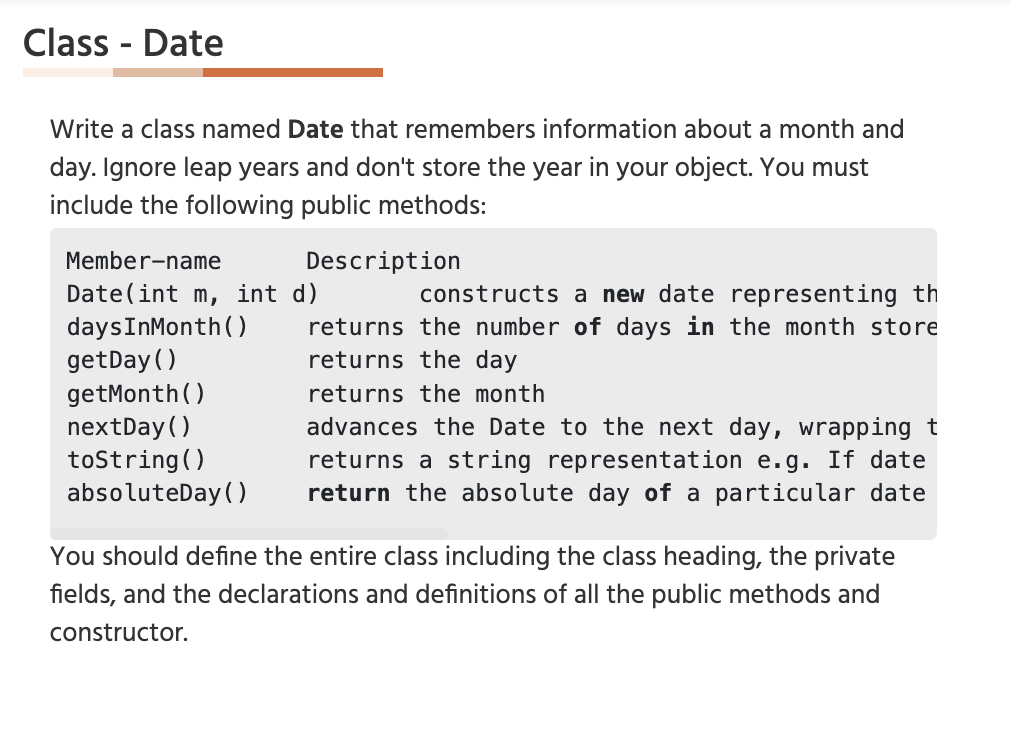 Class - Date
Write a class named Date that remembers information about a month and
day. Ignore leap years and don't store the year in your object. You must
include the following public methods:
Member-name Description
Date(int m, int d) constructs a new date representing th
daysInMonth() returns the number of days in the month store
getDay() returns the day
getMonth() returns the month
nextDay() advances the Date to the next day, wrapping t
toString() returns a string representation e.g. If date
absoluteDay() return the absolute day of a particular date
You should define the entire class including the class heading, the private
fields, and the declarations and definitions of all the public methods and
constructor.